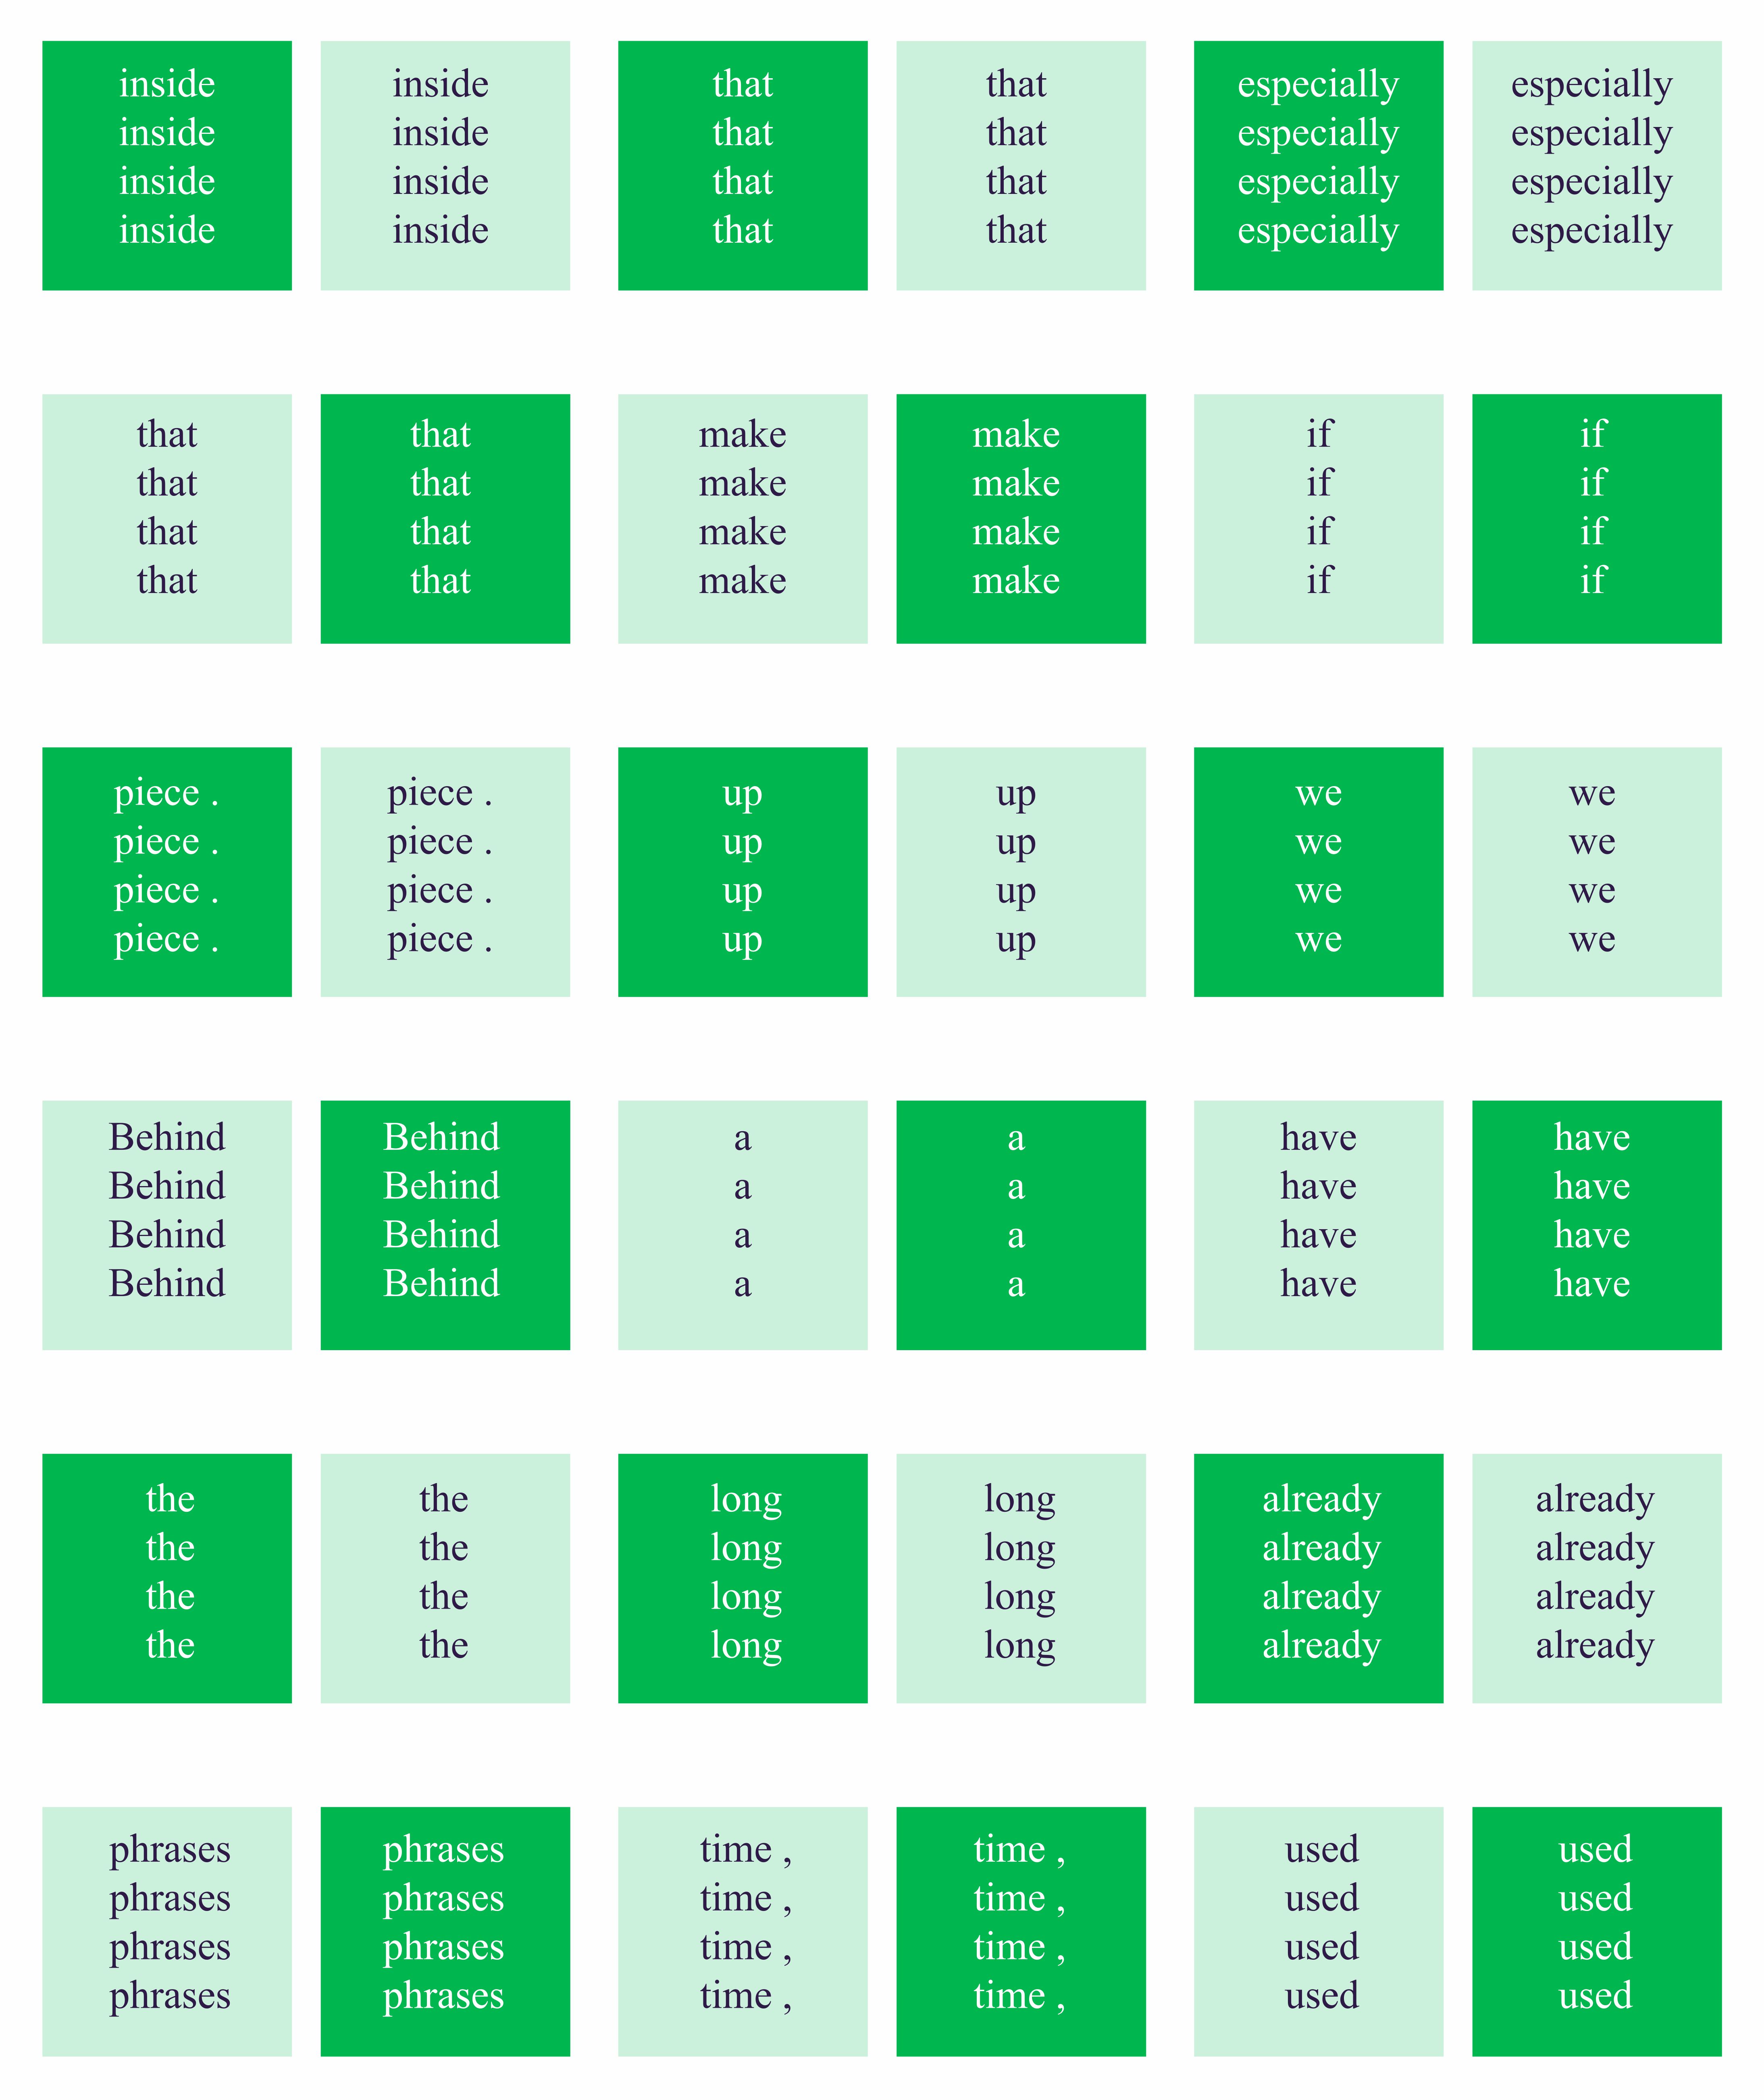 inside
inside
inside
inside
inside
inside
inside
inside
that
that
that
that
that
that
that
that
piece .
piece .
piece .
piece .
piece .
piece .
piece .
piece .
Behind
Behind
Behind
Behind
Behind
Behind
Behind
Behind
the
the
the
the
the
the
the
the
phrases
phrases
phrases
phrases
phrases
phrases
phrases
phrases
that
that
that
that
that
that
that
that
make
make
make
make
make
make
make
make
up
up
up
up
up
up
up
up
a
a
a
a
a
a
a
a
long
long
long
long
long
long
long
long
time ,
time ,
time ,
time ,
time ,
time ,
time ,
time ,
especially
especially
especially
especially
especially
especially
especially
especially
if
if
if
if
if
if
if
if
we
we
we
we
we
we
we
we
have
have
have
have
have
have
have
have
already
already
already
already
already
already
already
already
used
used
used
used
used
used
used
used